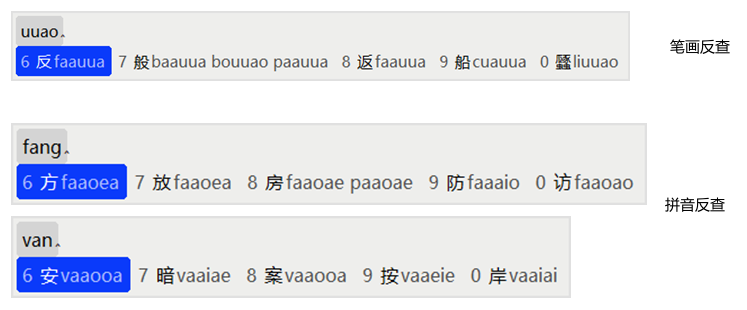 uuao
6 反faauua 7 般baauua bouuao paauua 8 返faauua 9 船cuauua 0 蠶liuuao
笔画反查
fang
6 方faaoea 7 放faaoea 8 房faaoae paaoae 9 防faaaio 0 访faaoao
拼音反查
van
6 安vaaooa 7 暗vaaiae 8 案vaaooa 9 按vaaeie 0 岸vaaiai